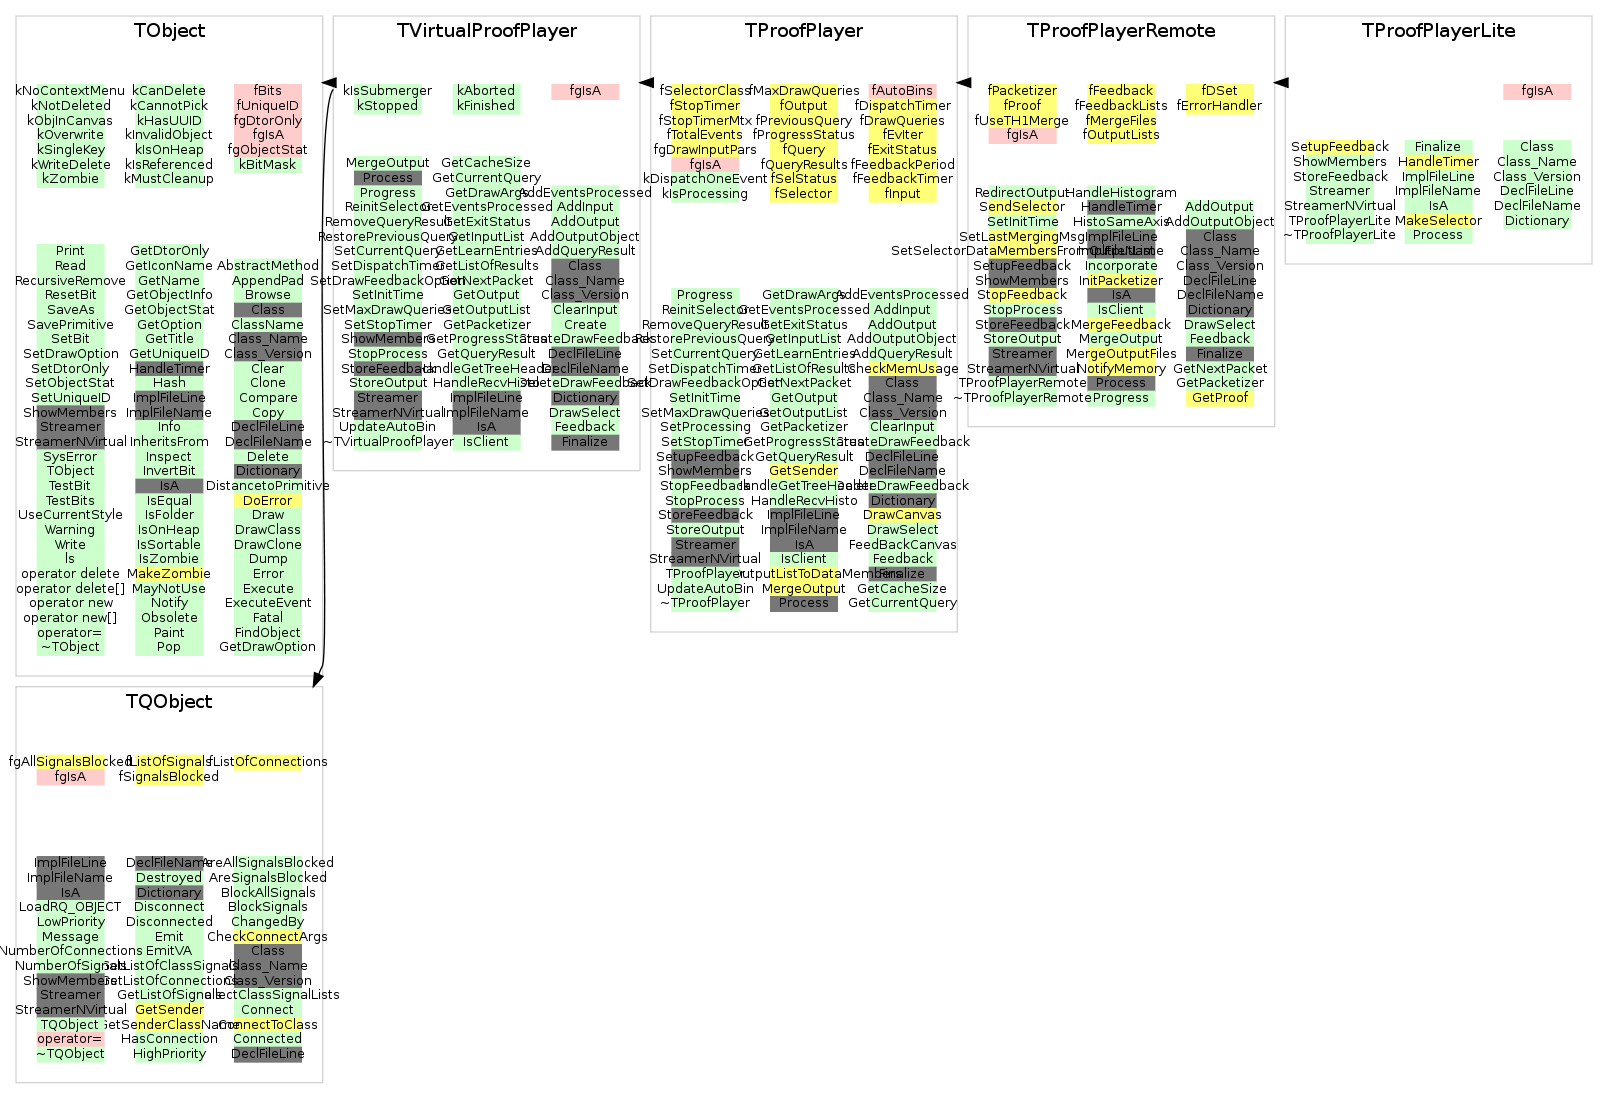 TObject
kNoContextMenu kCanDelete fBits
kNotDeleted kCannotPick fUniqueID
kObjInCanvas kHasUUID fgDtorOnly
kOverwrite kInvalidObject fgIsA
kSingleKey kIsOnHeap fgObjectStat
kWriteDelete kIsReferenced kBitMask
kZombie kMustCleanup
Print GetDtorOnly
Read GetIconName AbstractMethod
RecursiveRemove GetName AppendPad
ResetBit GetObjectInfo Browse
SaveAs GetObjectStat Class
SavePrimitive GetOption ClassName
SetBit GetTitle Class_Name
SetDrawOption GetUniqueID Class_Version
SetDtorOnly HandleTimer Clear
SetObjectStat Hash Clone
SetUniqueID ImplFileLine Compare
ShowMembers ImplFileName Copy
Streamer Info DeclFileLine
StreamerNVirtual InheritsFrom DeclFileName
SysError Inspect Delete
TObject InvertBit Dictionary
TestBit IsA DistancetoPrimitive
TestBits IsEqual DoError
UseCurrentStyle IsFolder Draw
Warning IsOnHeap DrawClass
Write IsSortable DrawClone
ls IsZombie Dump
operator delete MakeZombie Error
operator delete[] MayNotUse Execute
operator new Notify ExecuteEvent
operator new[] Obsolete Fatal
operator= Paint FindObject
~TObject Pop GetDrawOption
TVirtualProofPlayer
kIsSubmerger kAborted fgIsA
kStopped kFinished
MergeOutput GetCacheSize
Process GetCurrentQuery
Progress GetDrawArgs AddEventsProcessed
ReinitSelector GetEventsProcessed AddInput
RemoveQueryResult GetExitStatus AddOutput
RestorePreviousQuery GetInputList AddOutputObject
SetCurrentQuery GetLearnEntries AddQueryResult
SetDispatchTimer GetListOfResults Class
SetDrawFeedbackOption GetNextPacket Class_Name
SetInitTime GetOutput Class_Version
SetMaxDrawQueries GetOutputList ClearInput
SetStopTimer GetPacketizer Create
ShowMembers GetProgressStatus CreateDrawFeedback
StopProcess GetQueryResult DeclFileLine
StoreFeedback HandleGetTreeHeader DeclFileName
StoreOutput HandleRecvHisto DeleteDrawFeedback
Streamer ImplFileLine Dictionary
StreamerNVirtual ImplFileName DrawSelect
UpdateAutoBin IsA Feedback
~TVirtualProofPlayer IsClient Finalize
TProofPlayer
fSelectorClass fMaxDrawQueries fAutoBins
fStopTimer fOutput fDispatchTimer
fStopTimerMtx fPreviousQuery fDrawQueries
fTotalEvents fProgressStatus fEvIter
fgDrawInputPars fQuery fExitStatus
fgIsA fQueryResults fFeedbackPeriod
kDispatchOneEvent fSelStatus fFeedbackTimer
kIsProcessing fSelector fInput
Progress GetDrawArgs AddEventsProcessed
ReinitSelector GetEventsProcessed AddInput
RemoveQueryResult GetExitStatus AddOutput
RestorePreviousQuery GetInputList AddOutputObject
SetCurrentQuery GetLearnEntries AddQueryResult
SetDispatchTimer GetListOfResults CheckMemUsage
SetDrawFeedbackOption GetNextPacket Class
SetInitTime GetOutput Class_Name
SetMaxDrawQueries GetOutputList Class_Version
SetProcessing GetPacketizer ClearInput
SetStopTimer GetProgressStatus CreateDrawFeedback
SetupFeedback GetQueryResult DeclFileLine
ShowMembers GetSender DeclFileName
StopFeedback HandleGetTreeHeader DeleteDrawFeedback
StopProcess HandleRecvHisto Dictionary
StoreFeedback ImplFileLine DrawCanvas
StoreOutput ImplFileName DrawSelect
Streamer IsA FeedBackCanvas
StreamerNVirtual IsClient Feedback
TProofPlayer MapOutputListToDataMembers Finalize
UpdateAutoBin MergeOutput GetCacheSize
~TProofPlayer Process GetCurrentQuery
TProofPlayerRemote
fPacketizer fFeedback fDSet
fProof fFeedbackLists fErrorHandler
fUseTH1Merge fMergeFiles
fgIsA fOutputLists
RedirectOutput HandleHistogram
SendSelector HandleTimer AddOutput
SetInitTime HistoSameAxis AddOutputObject
SetLastMergingMsg ImplFileLine Class
SetSelectorDataMembersFromInputList ImplFileName Class_Name
SetupFeedback Incorporate Class_Version
ShowMembers InitPacketizer DeclFileLine
StopFeedback IsA DeclFileName
StopProcess IsClient Dictionary
StoreFeedback MergeFeedback DrawSelect
StoreOutput MergeOutput Feedback
Streamer MergeOutputFiles Finalize
StreamerNVirtual NotifyMemory GetNextPacket
TProofPlayerRemote Process GetPacketizer
~TProofPlayerRemote Progress GetProof
TProofPlayerLite
fgIsA
SetupFeedback Finalize Class
ShowMembers HandleTimer Class_Name
StoreFeedback ImplFileLine Class_Version
Streamer ImplFileName DeclFileLine
StreamerNVirtual IsA DeclFileName
TProofPlayerLite MakeSelector Dictionary
~TProofPlayerLite Process
TQObject
fgAllSignalsBlocked fListOfSignals fListOfConnections
fgIsA fSignalsBlocked
ImplFileLine DeclFileName AreAllSignalsBlocked
ImplFileName Destroyed AreSignalsBlocked
IsA Dictionary BlockAllSignals
LoadRQ_OBJECT Disconnect BlockSignals
LowPriority Disconnected ChangedBy
Message Emit CheckConnectArgs
NumberOfConnections EmitVA Class
NumberOfSignals GetListOfClassSignals Class_Name
ShowMembers GetListOfConnections Class_Version
Streamer GetListOfSignals CollectClassSignalLists
StreamerNVirtual GetSender Connect
TQObject GetSenderClassName ConnectToClass
operator= HasConnection Connected
~TQObject HighPriority DeclFileLine